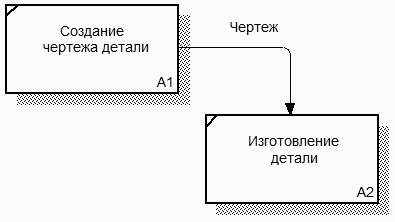 Создание
чертежа детали
A1
Чертеж
Изготовление
детали
A2